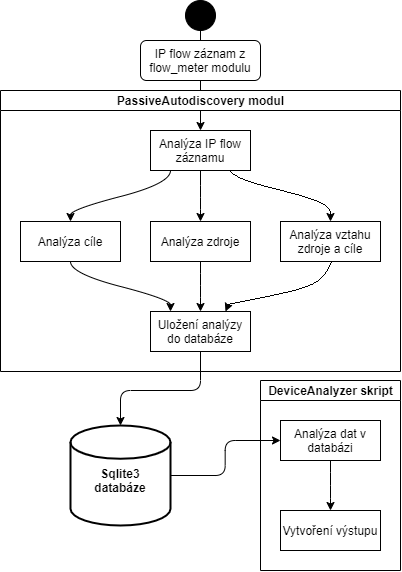 IP flow záznam z
flow_meter modulu
PassiveAutodiscovery modul
Analýza IP flow
záznamu
Analýza cíle
Analýza zdroje
Analýza vztahu
zdroje a cíle
Uložení analýzy
do databáze
Sqlite3
databáze
DeviceAnalyzer skript
Analýza dat v
databázi
Vytvoření výstupu